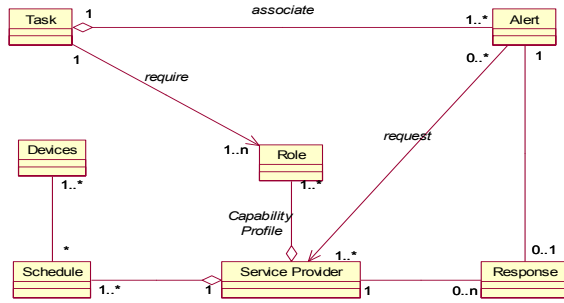 associate
Task
1
1..*
Alert
1
0..*
1
require
request
Devices
1..n
Role
1..*
1..*
Capability
Profile
*
1..*
0..1
Schedule
1..*
1
Service Provider
1
0..n
Response